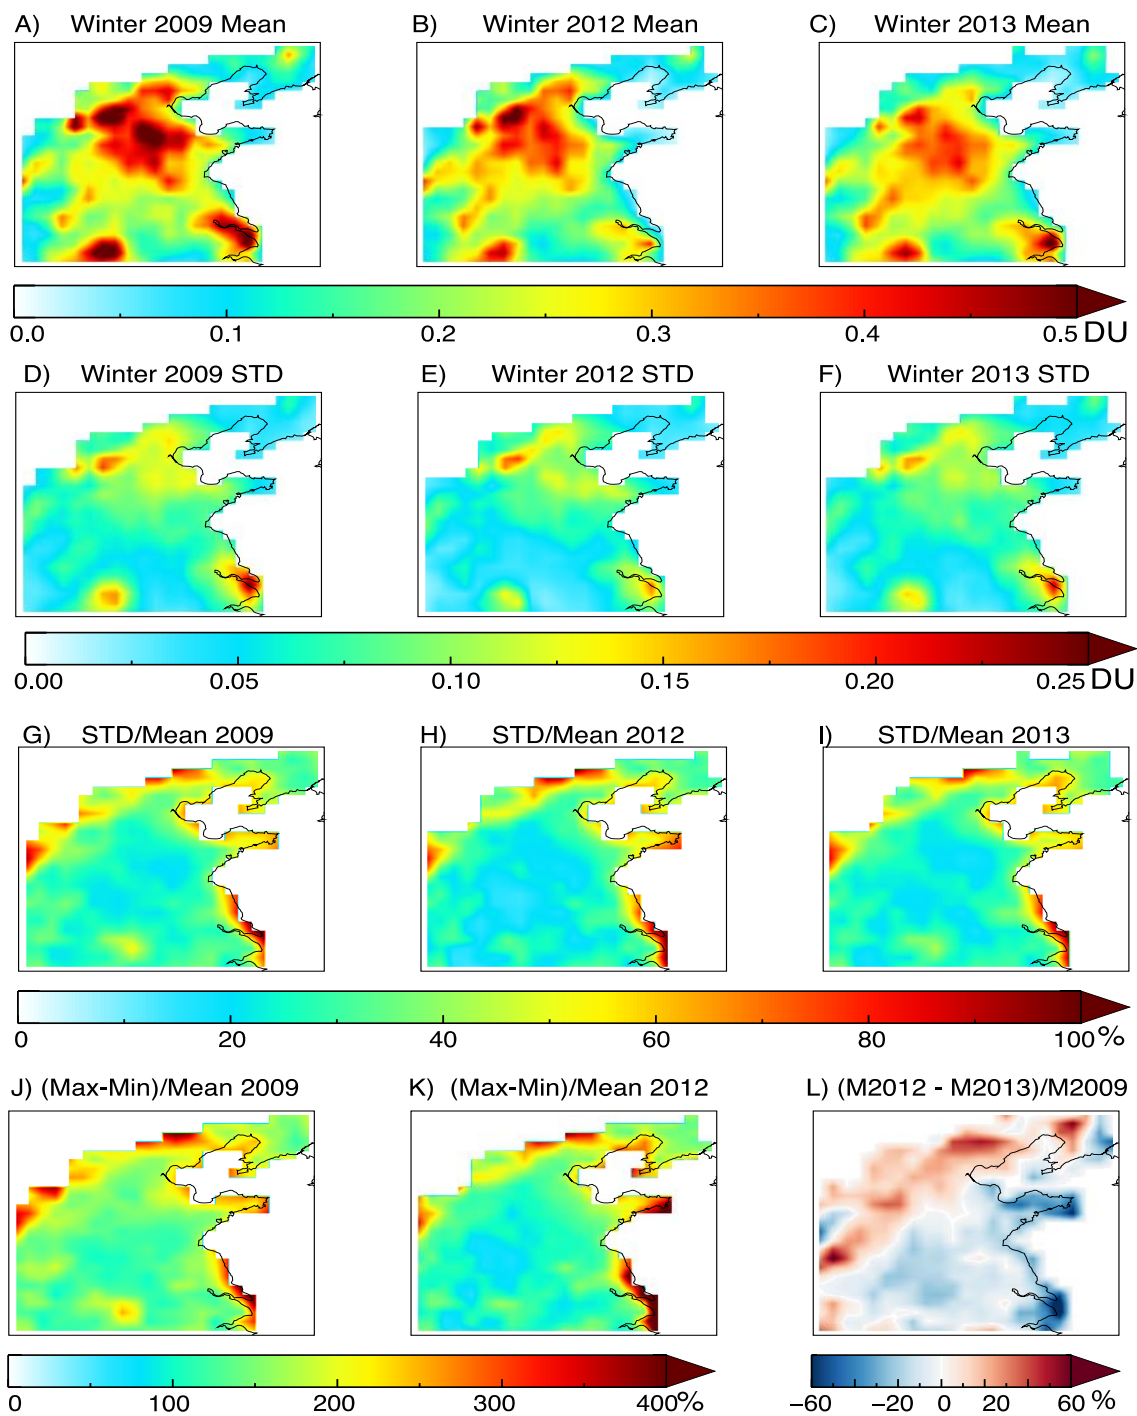 A) Winter 2009 Mean B) Winter 2012 Mean C) Winter 2013 Mean
0.0 0.1 0.2 0.3 0.4 0.5 DU
D) Winter 2009 STD E) Winter 2012 STD F) Winter 2013 STD
0.00 0.05 0.10 0.15 0.20 0.25 DU
G) STD/Mean 2009 H) STD/Mean 2012 I) STD/Mean 2013
0 20 40 60 80 100 %
J) (Max-Min)/Mean 2009 K) (Max-Min)/Mean 2012 L) (M2012 - M2013)/M2009
0 100 200 300 400% −60 −20 0 20 60 %